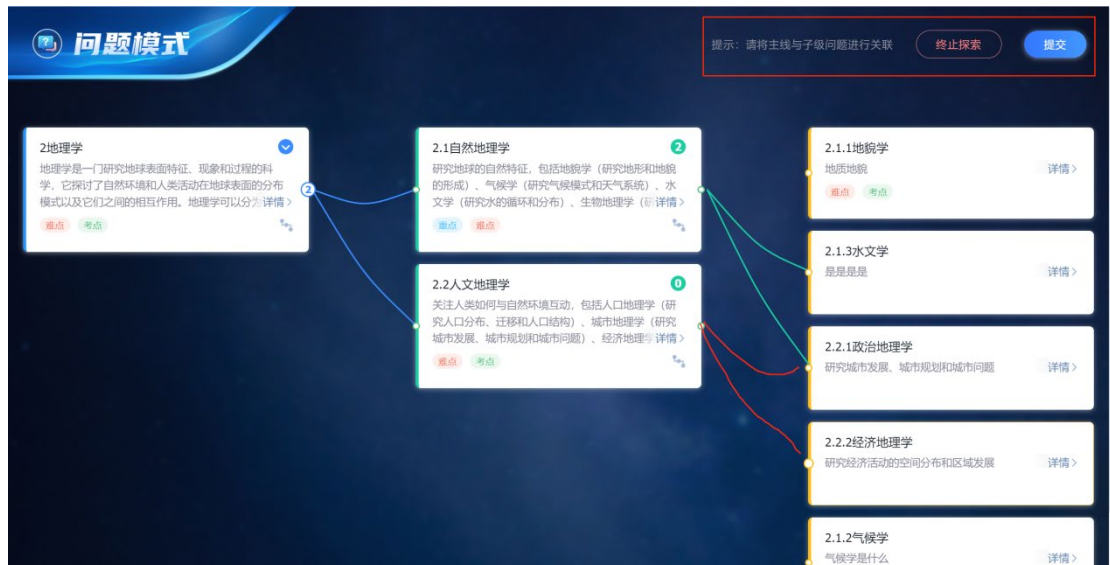 问题模式
提示：请将主线与子级问题进行关联
终止探索
提交
2地理学
地理学是一门研究地球表面特征、现象和过程的科
学，它探讨了自然环境和人类活动在地球表面的分布
模式以及它们之间的相互作用。地理学可以分为详情>
难点 考点
2
2.1自然地理学
2
研究地球的自然特征，包括地貌学（研究地形和地貌
的形成）、气候学（研究气候模式和天气系统）、水
文学（研究水的循环和分布）、生物地理学（研详情>
重点 难点
2.2人文地理学
0
关注人类如何与自然环境互动，包括人口地理学（研
究人口分布、迁移和人口结构）、城市地理学（研究
城市发展、城市规划和城市问题）、经济地理学详情>
难点 考点
2.1.1地貌学
地质地貌 详情>
难点 考点
2.1.3水文学
是是是是 详情>
2.2.1政治地理学
研究城市发展、城市规划和城市问题 详情>
2.2.2经济地理学
研究经济活动的空间分布和区域发展 详情>
2.1.2气候学
气候学是什么 详情>